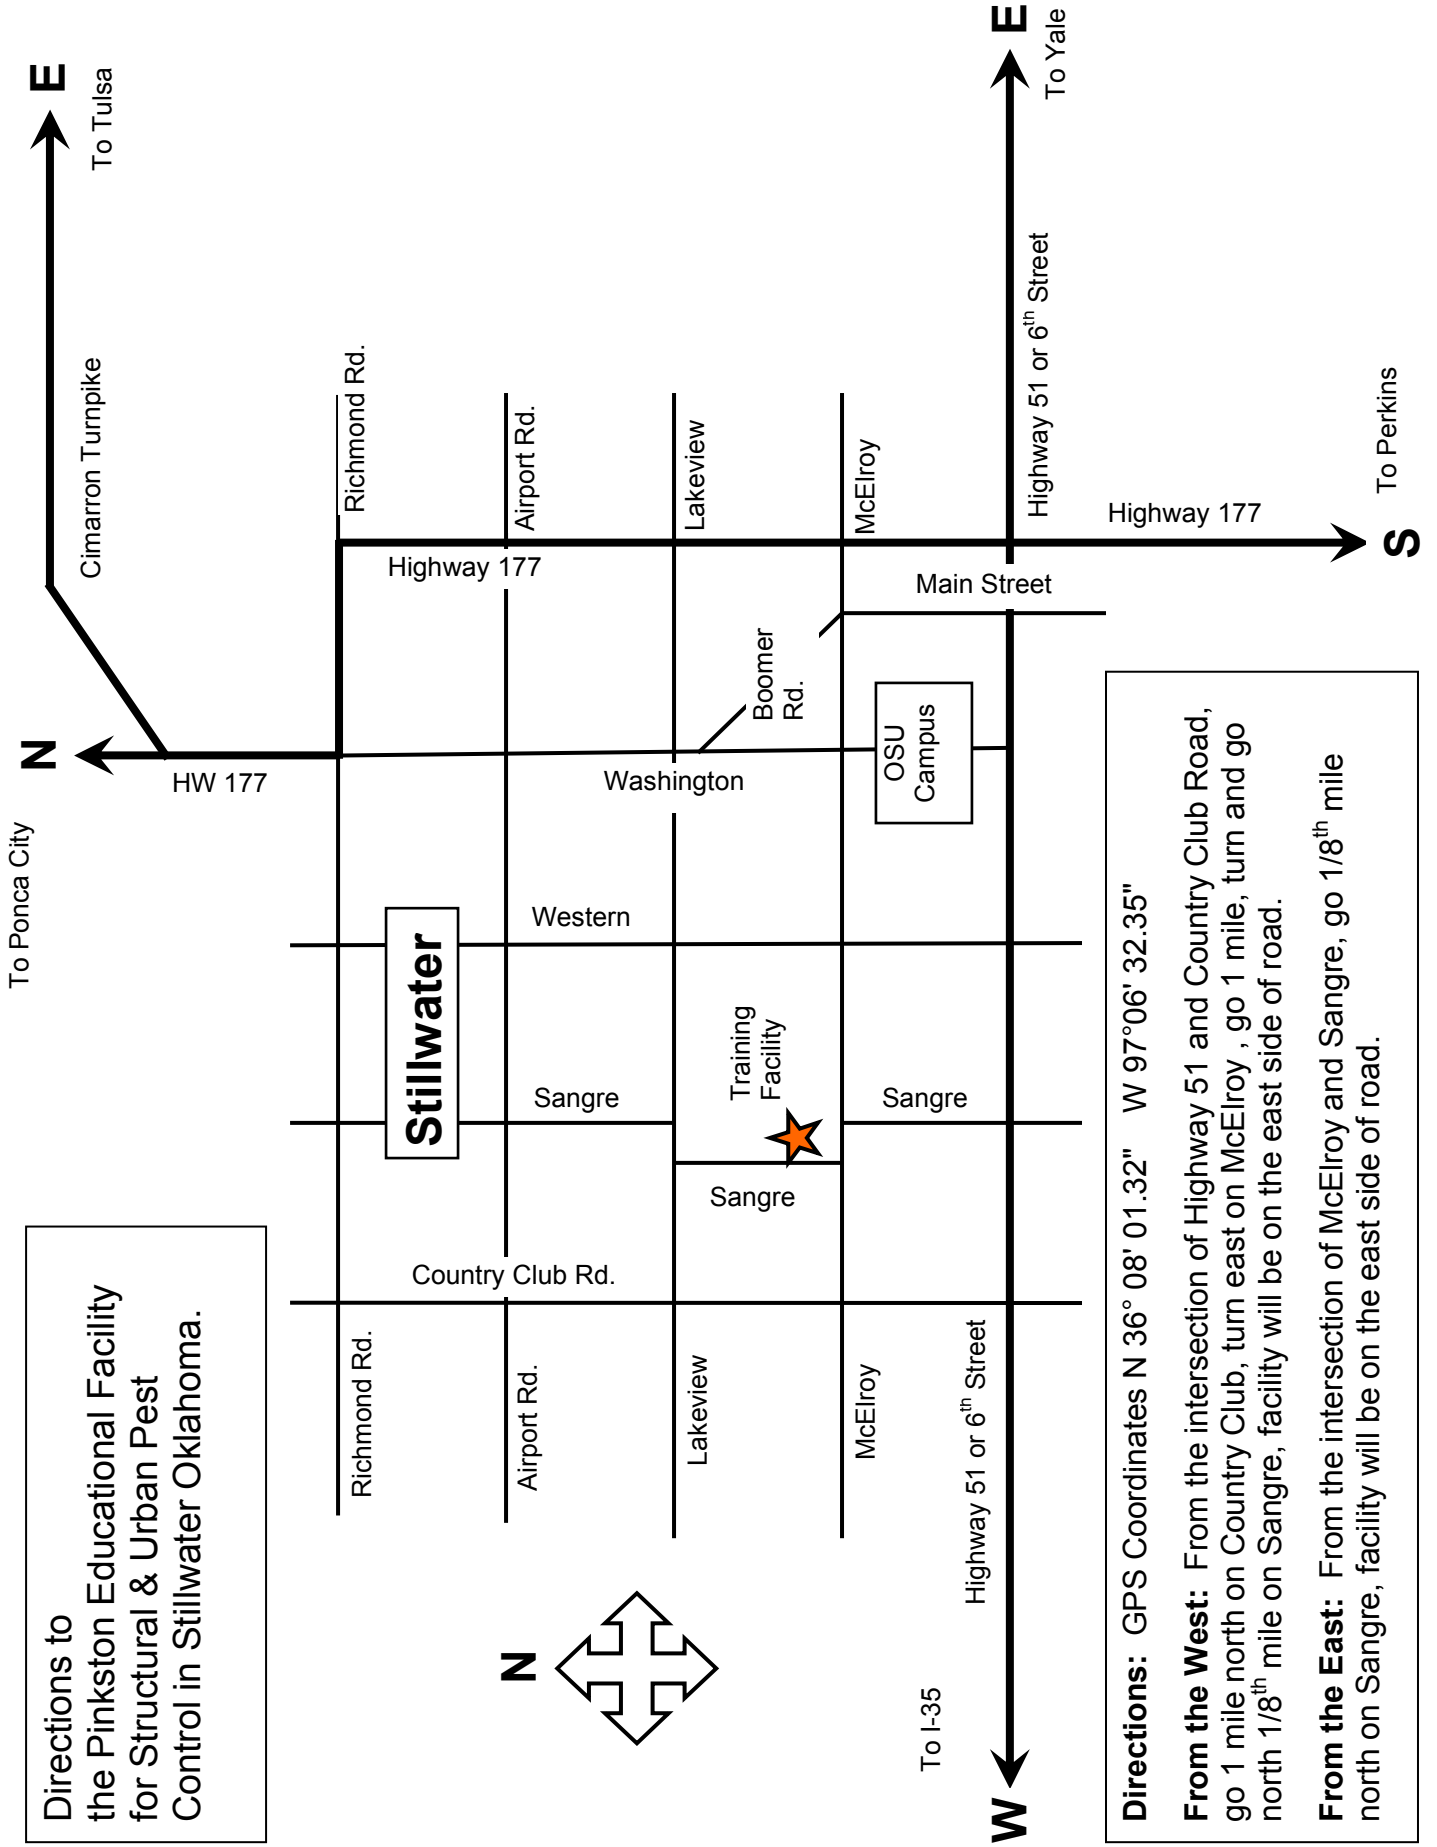 Directions to
the Pinkston Educational Facility
for Structural & Urban Pest
Control in Stillwater Oklahoma.
To Ponca City
N
HW 177
Cimarron Turnpike
E
To Tulsa
Richmond Rd.
Richmond Rd.
Stillwater
Highway 177
Airport Rd.
Airport Rd.
Country Club Rd.
Sangre
Western
Washington
Lakeview
Lakeview
N
Sangre
Training
Facility
Boomer
Rd.
McElroy
McElroy
Sangre
OSU
Campus
Main Street
To I-35
W
Highway 51 or 6th Street
Highway 51 or 6th Street
E
To Yale
Highway 177
To Perkins
S
Directions: GPS Coordinates N 36° 08' 01.32" W 97°06' 32.35"
From the West: From the intersection of Highway 51 and Country Club Road,
go 1 mile north on Country Club, turn east on McElroy , go 1 mile, turn and go
north 1/8th mile on Sangre, facility will be on the east side of road.
From the East: From the intersection of McElroy and Sangre, go 1/8th mile
north on Sangre, facility will be on the east side of road.